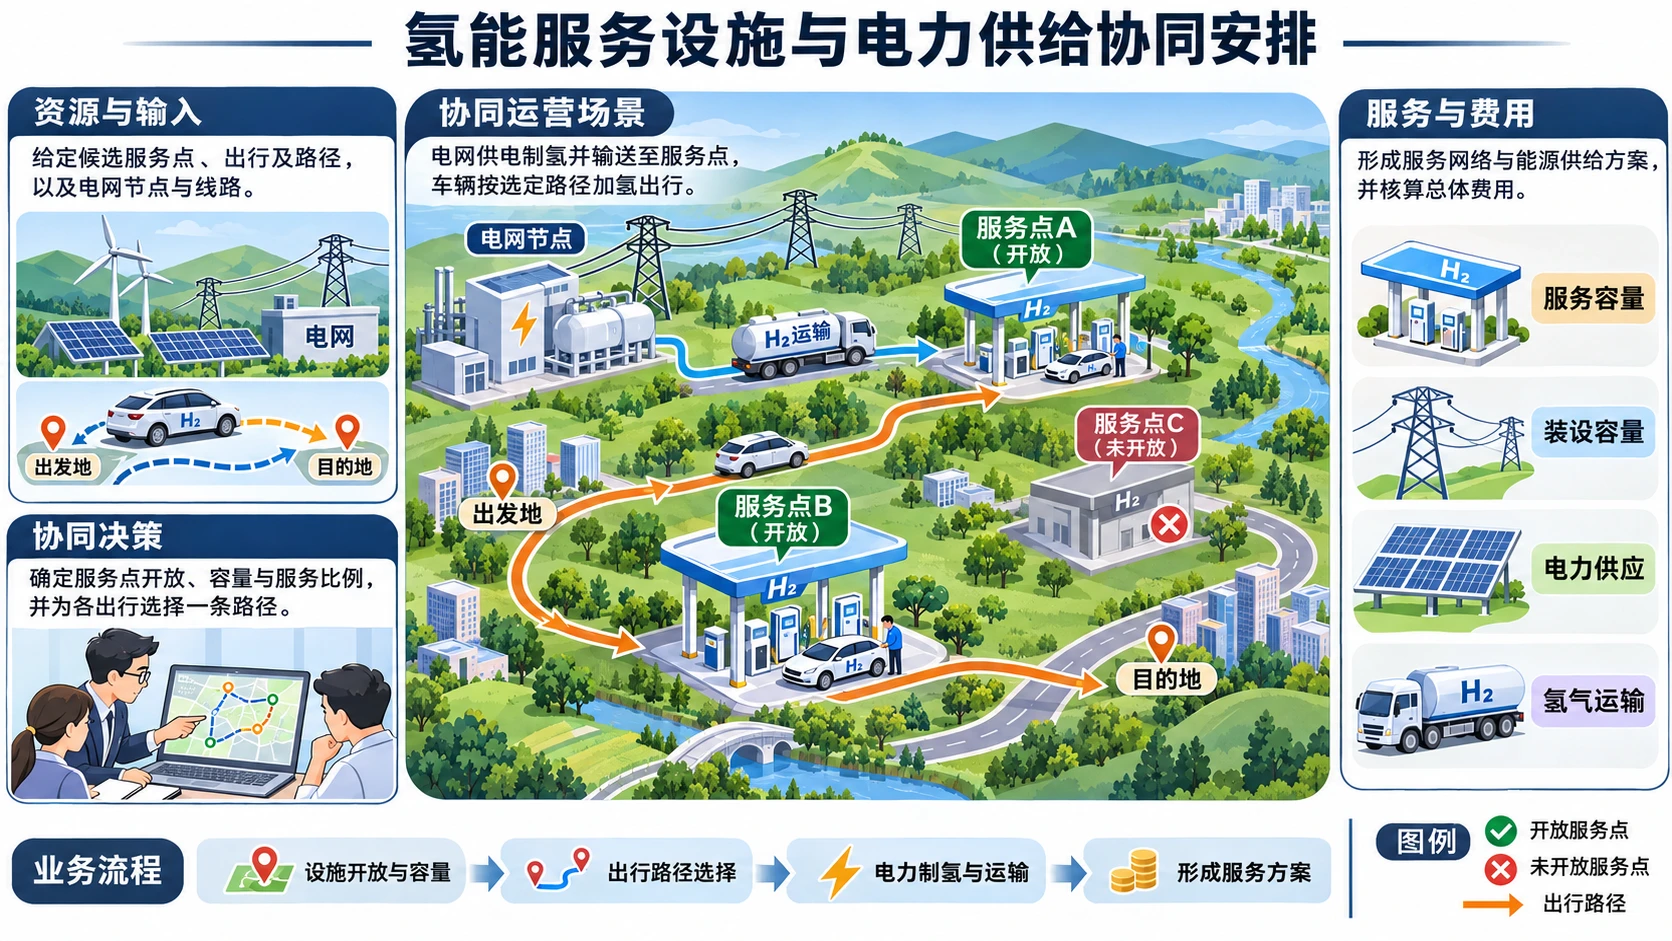 氢能服务设施与电力供给协同安排
资源与输入
给定候选服务点、出行及路径，
以及电网节点与线路。
电网
H₂
出发地
目的地
协同决策
确定服务点开放、容量与服务比例，
并为各出行选择一条路径。
协同运营场景
电网供电制氢并输送至服务点，
车辆按选定路径加氢出行。
电网节点
H₂运输
服务点A
（开放）
H₂
H₂
服务点C
（未开放）
H₂
出发地
服务点B
（开放）
H₂
H₂
目的地
服务与费用
形成服务网络与能源供给方案，
并核算总体费用。
H₂
服务容量
装设容量
电力供应
H₂
氢气运输
业务流程
设施开放与容量
出行路径选择
电力制氢与运输
形成服务方案
图例
开放服务点
未开放服务点
出行路径